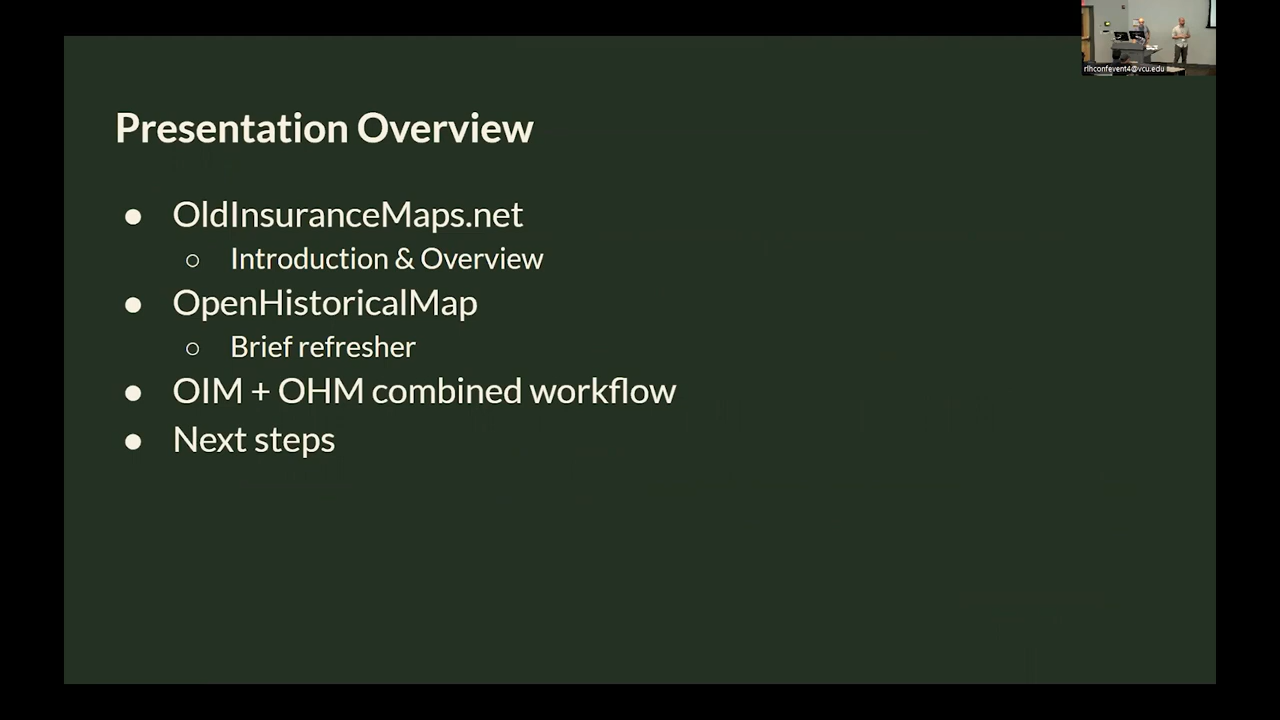 rlhconfevent4@vcu.edu
Presentation Overview
● OldInsuranceMaps.net
○ Introduction & Overview
● OpenHistoricalMap
○ Brief refresher
● OIM + OHM combined workflow
● Next steps